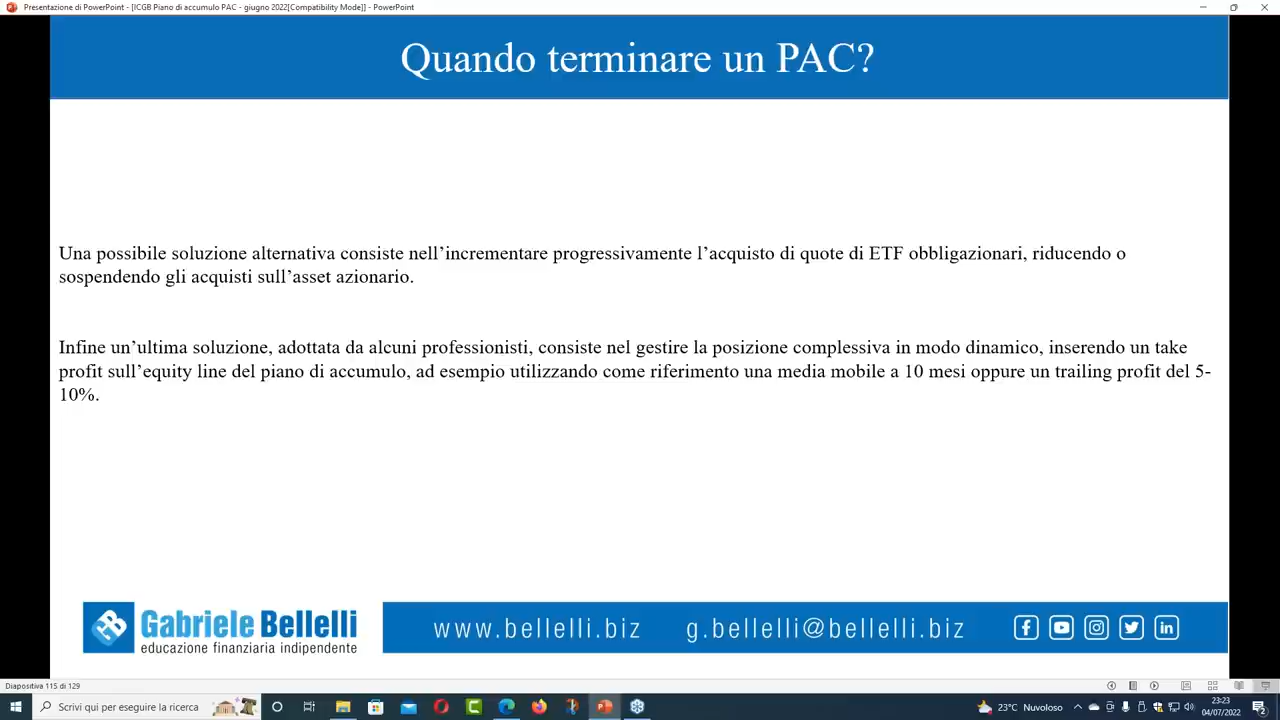 Presentazione di PowerPoint - [ICGB Piano di accumulo PAC - giugno 2022[Compatibility Mode]] - PowerPoint
Quando terminare un PAC?
Una possibile soluzione alternativa consiste nell’incrementare progressivamente l’acquisto di quote di ETF obbligazionari, riducendo o
sospendendo gli acquisti sull’asset azionario.
Infine un’ultima soluzione, adottata da alcuni professionisti, consiste nel gestire la posizione complessiva in modo dinamico, inserendo un take
profit sull’equity line del piano di accumulo, ad esempio utilizzando come riferimento una media mobile a 10 mesi oppure un trailing profit del 5-
10%.
Gabriele Bellelli
educazione finanziaria indipendente
www.bellelli.biz g.bellelli@bellelli.biz
Diapositiva 115 di 129
Scrivi qui per eseguire la ricerca
23°C Nuvoloso
23:23
04/07/2022
2